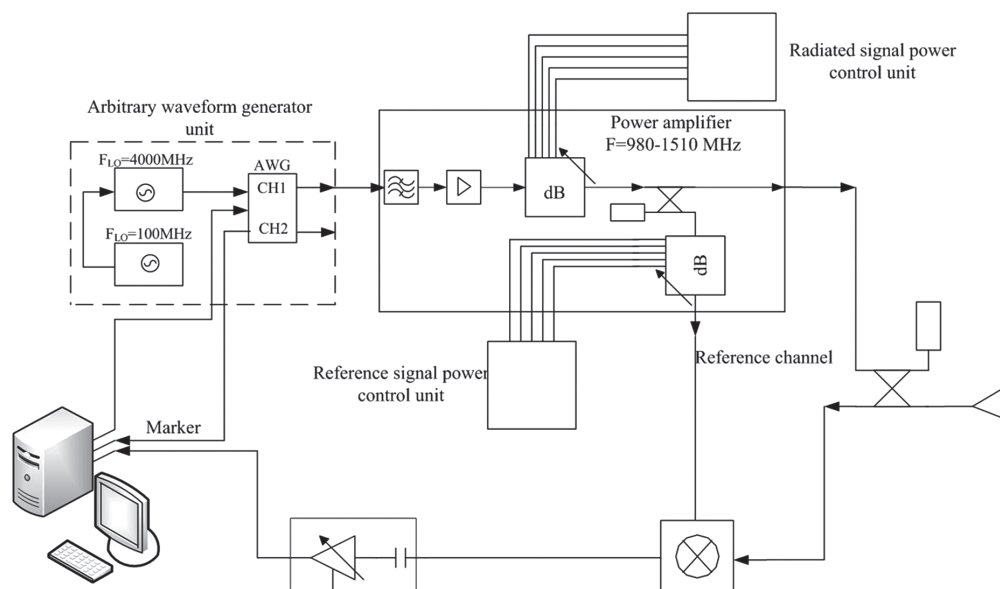 Radiated signal power
control unit
Arbitrary waveform generator
unit
Power amplifier
F=980-1510 MHz
FLO=4000MHz
AWG
CH1
CH2
FLO=100MHz
dB
dB
Reference channel
Reference signal power
control unit
Marker